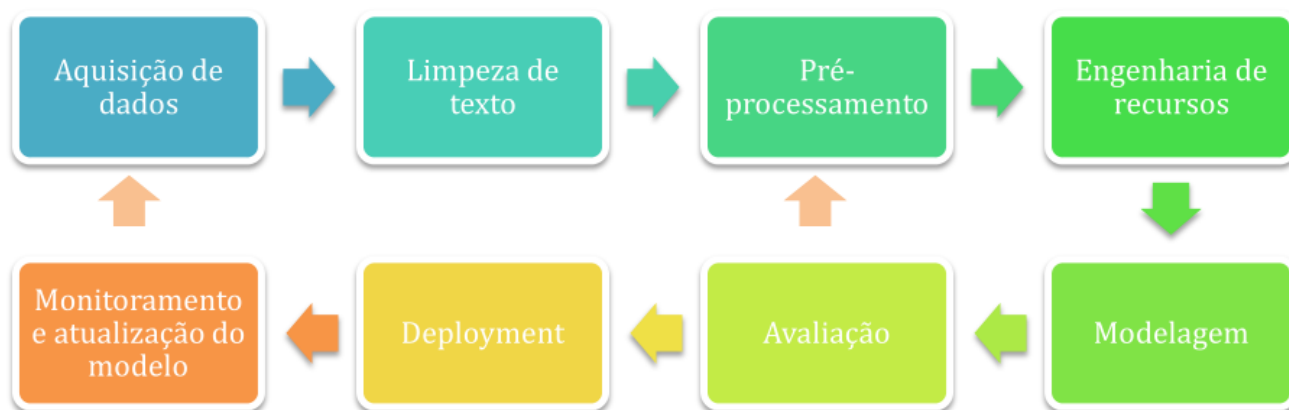 Aquisição de
dados
Limpeza de
texto
Pré-
processamento
Engenharia de
recursos
Monitoramento
e atualização do
modelo
Deployment
Avaliação
Modelagem